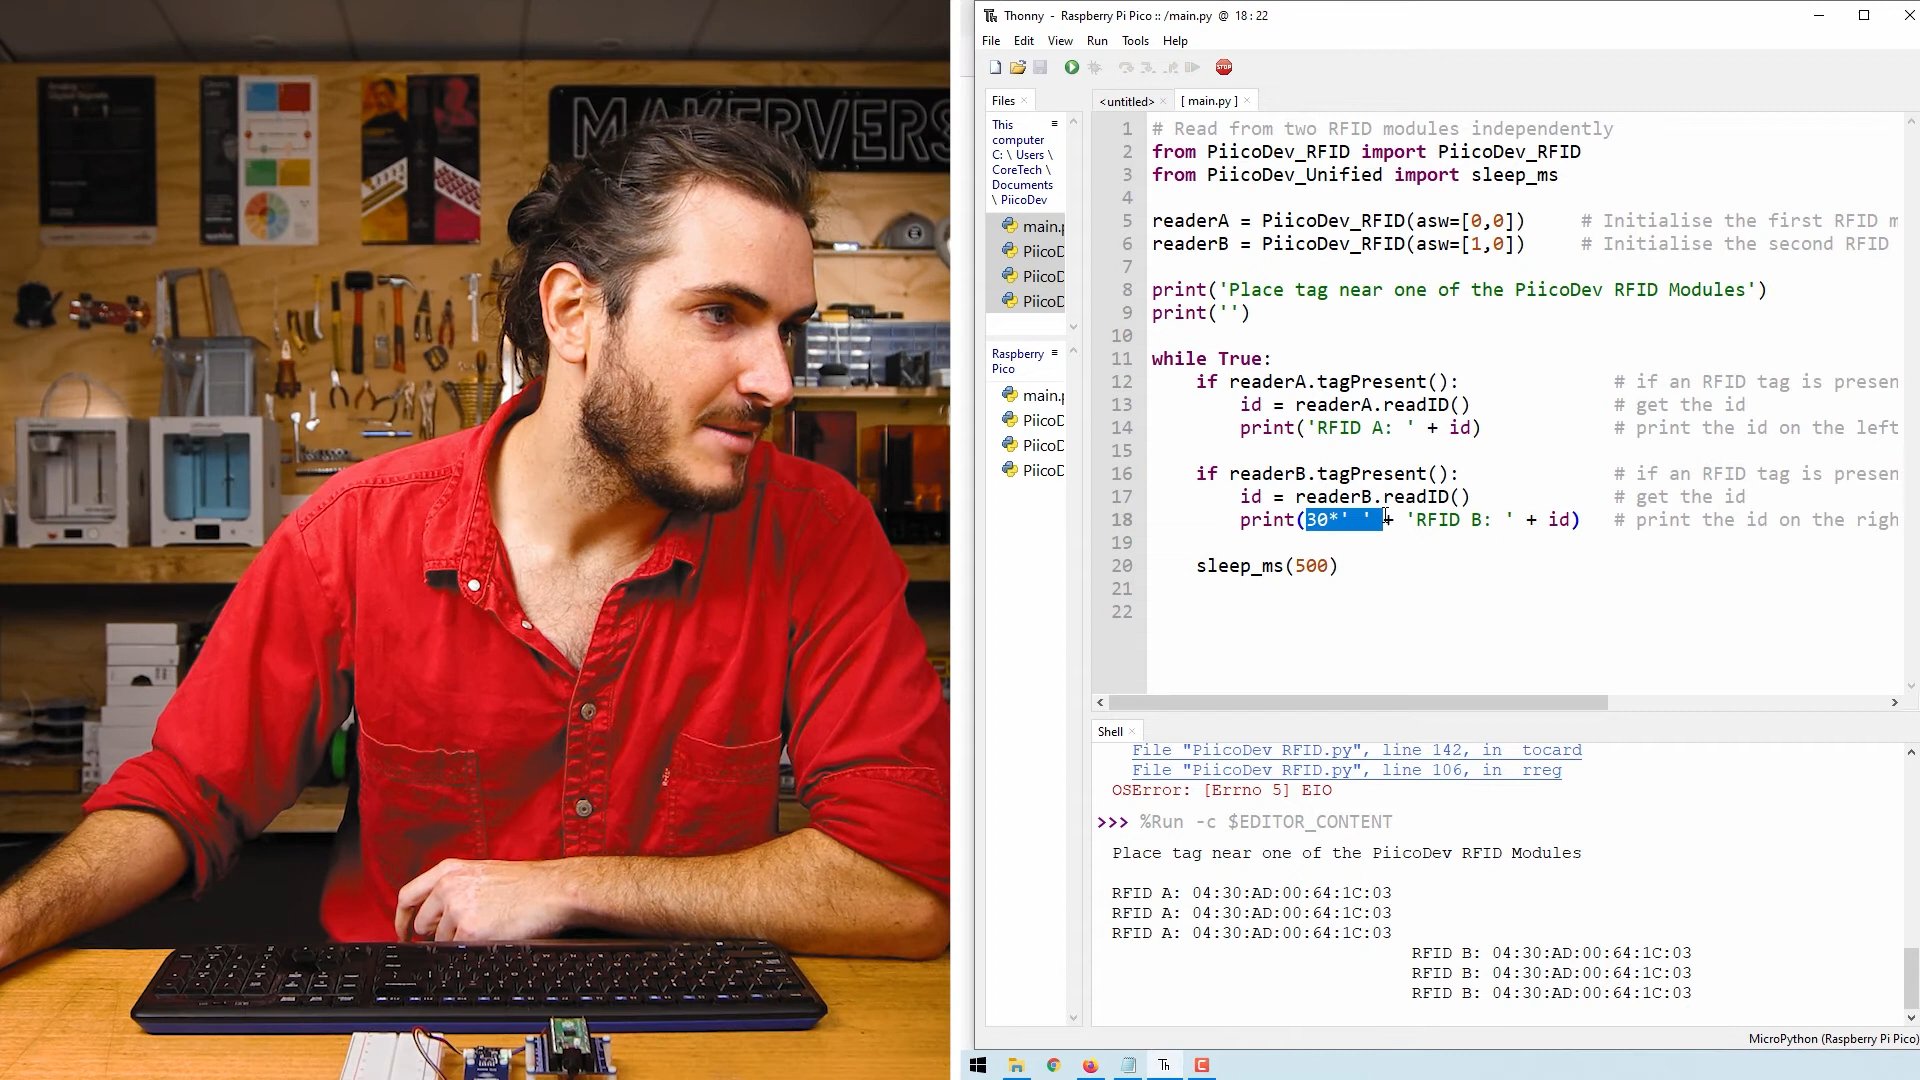 MAKERVERS
Thonny - Raspberry Pi Pico :: /main.py @ 18:22
File Edit View Run Tools Help
STOP
Files
<untitled>
[ main.py ]
This
computer
C: \ Users \
CoreTech \
Documents
\ PiicoDev
main.p
PiicoD
PiicoD
PiicoD
Raspberry
Pico
main.p
PiicoD
PiicoD
PiicoD
1 # Read from two RFID modules independently
2 from PiicoDev_RFID import PiicoDev_RFID
3 from PiicoDev_Unified import sleep_ms
4
5 readerA = PiicoDev_RFID(asw=[0,0]) # Initialise the first RFID m
6 readerB = PiicoDev_RFID(asw=[1,0]) # Initialise the second RFID
7
8 print('Place tag near one of the PiicoDev RFID Modules')
9 print('')
10
11 while True:
12 if readerA.tagPresent(): # if an RFID tag is presen
13 id = readerA.readID() # get the id
14 print('RFID A: ' + id) # print the id on the left
15
16 if readerB.tagPresent(): # if an RFID tag is presen
17 id = readerB.readID() # get the id
18 print(30*' ' + 'RFID B: ' + id) # print the id on the righ
19
20 sleep_ms(500)
21
22
Shell
File "PiicoDev_RFID.py", line 142, in _tocard
File "PiicoDev_RFID.py", line 106, in _rreg
OSError: [Errno 5] EIO
>>> %Run -c $EDITOR_CONTENT
Place tag near one of the PiicoDev RFID Modules
RFID A: 04:30:AD:00:64:1C:03
RFID A: 04:30:AD:00:64:1C:03
RFID A: 04:30:AD:00:64:1C:03
RFID B: 04:30:AD:00:64:1C:03
RFID B: 04:30:AD:00:64:1C:03
RFID B: 04:30:AD:00:64:1C:03
MicroPython (Raspberry Pi Pico)
Th